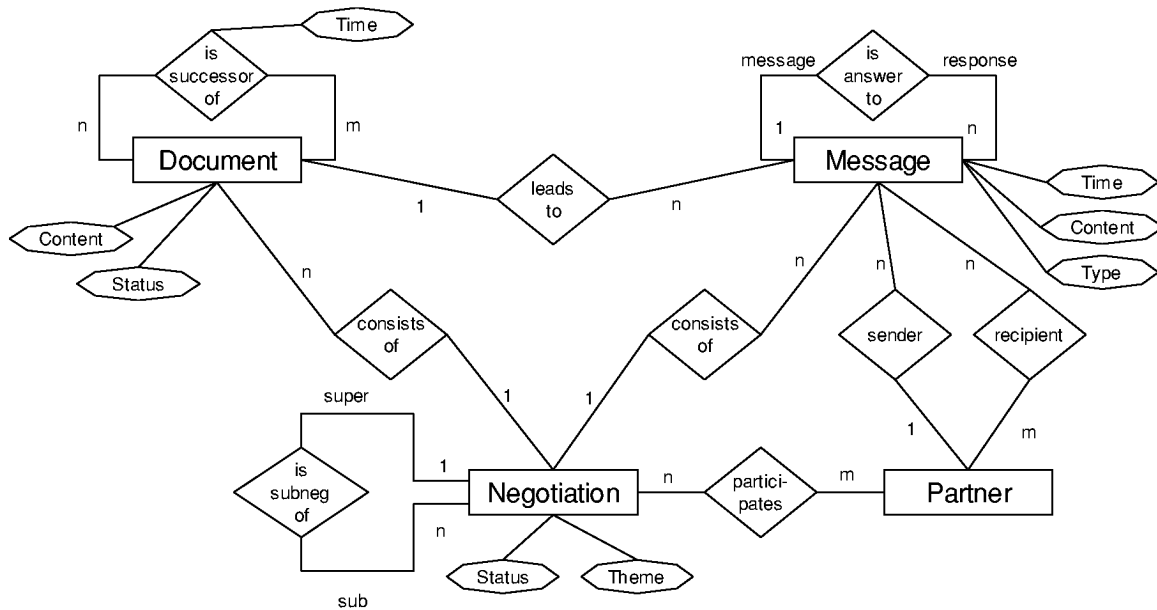 Time
is
successor
of
n
m
Document
message
is
answer
to
response
1
n
Message
leads
to
1
n
Time
Content
Type
Content
Status
n
consists
of
1
n
consists
of
1
n
n
sender
recipient
1
m
super
is
subneg
of
1
n
sub
Negotiation
n
partici-
pates
m
Partner
Status
Theme